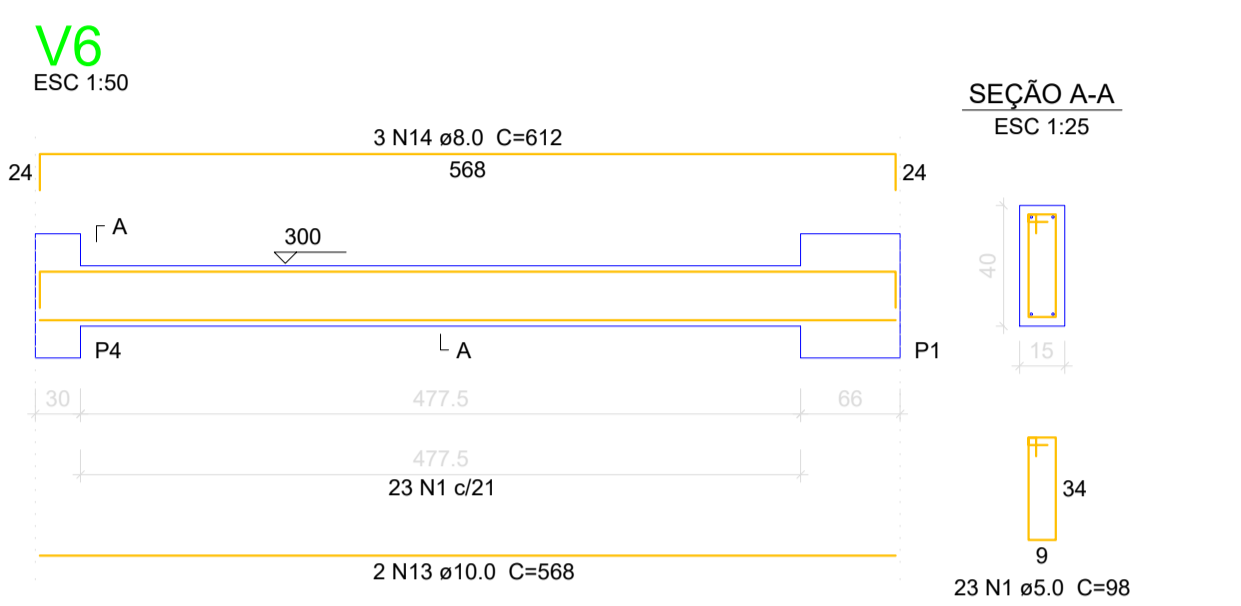 V6
ESC 1:50
SEÇÃO A-A
ESC 1:25
3 N14 ø8.0 C=612
24
568
24
A
300
40
P4
A
P1
15
30
477.5
66
477.5
23 N1 c/21
34
9
2 N13 ø10.0 C=568
23 N1 ø5.0 C=98